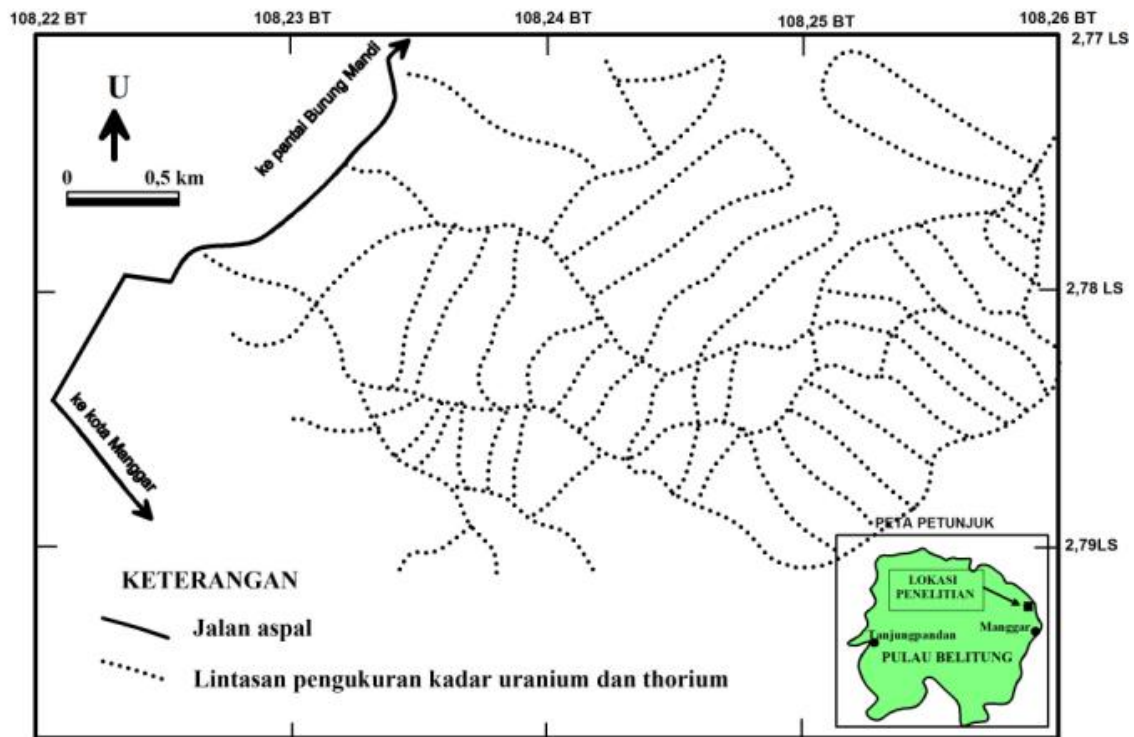 108,22 BT 108,23 BT 108,24 BT 108,25 BT 108,26 BT
2,77 LS
U
0 0,5 km
ke pantai Burung Mandi
2,78 LS
ke kota Manggar
2,79LS
PETA PETUNJUK
LOKASI
PENELITIAN
Manggar
Tanjungpandan
PULAU BELITUNG
KETERANGAN
Jalan aspal
Lintasan pengukuran kadar uranium dan thorium